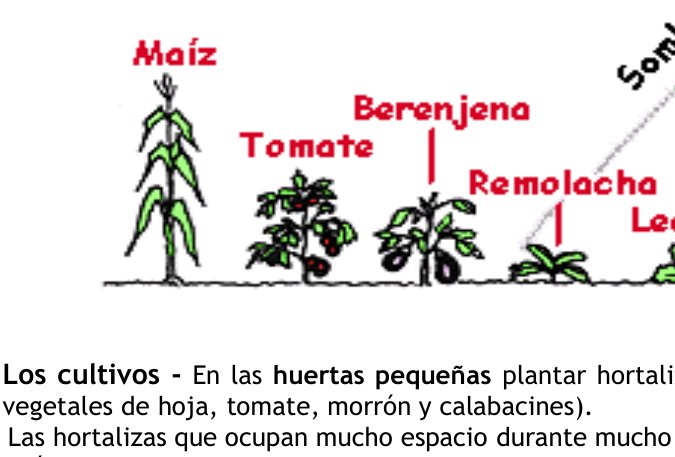 Maíz
Berenjena
Tomate
Remolacha
Los cultivos - En las huertas pequeñas plantar
vegetales de hoja, tomate, morrón y calabacines).
Las hortalizas que ocupan mucho espacio durante mucho